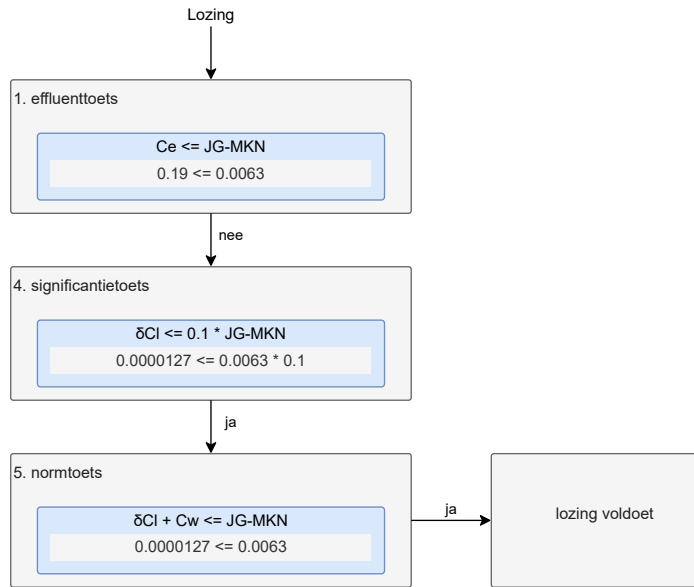 Lozing
1. effluenttoets
Ce <= JG-MKN
0.19 <= 0.0063
nee
4. significantietoets
δCl <= 0.1 * JG-MKN
0.0000127 <= 0.0063 * 0.1
ja
5. normtoets
δCl + Cw <= JG-MKN
0.0000127 <= 0.0063
ja
lozing voldoet